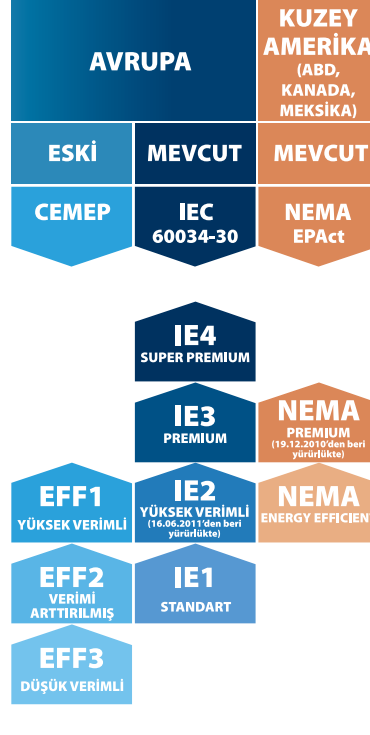 AVRUPA
KUZEY
AMERİKA
(ABD,
KANADA,
MEKSİKA)
ESKİ
MEVCUT
MEVCUT
CEMEP
IEC
60034-30
NEMA
EPAct
IE4
SUPER PREMIUM
IE3
PREMIUM
NEMA
PREMIUM
(19.12.2010'den beri
yürürlükte)
EFF1
YÜKSEK VERİMLİ
IE2
YÜKSEK VERİMLİ
(16.06.2011'den beri
yürürlükte)
NEMA
ENERGY EFFICIENT
EFF2
VERİMİ
ARTTIRILMIŞ
IE1
STANDART
EFF3
DÜŞÜK VERİMLİ